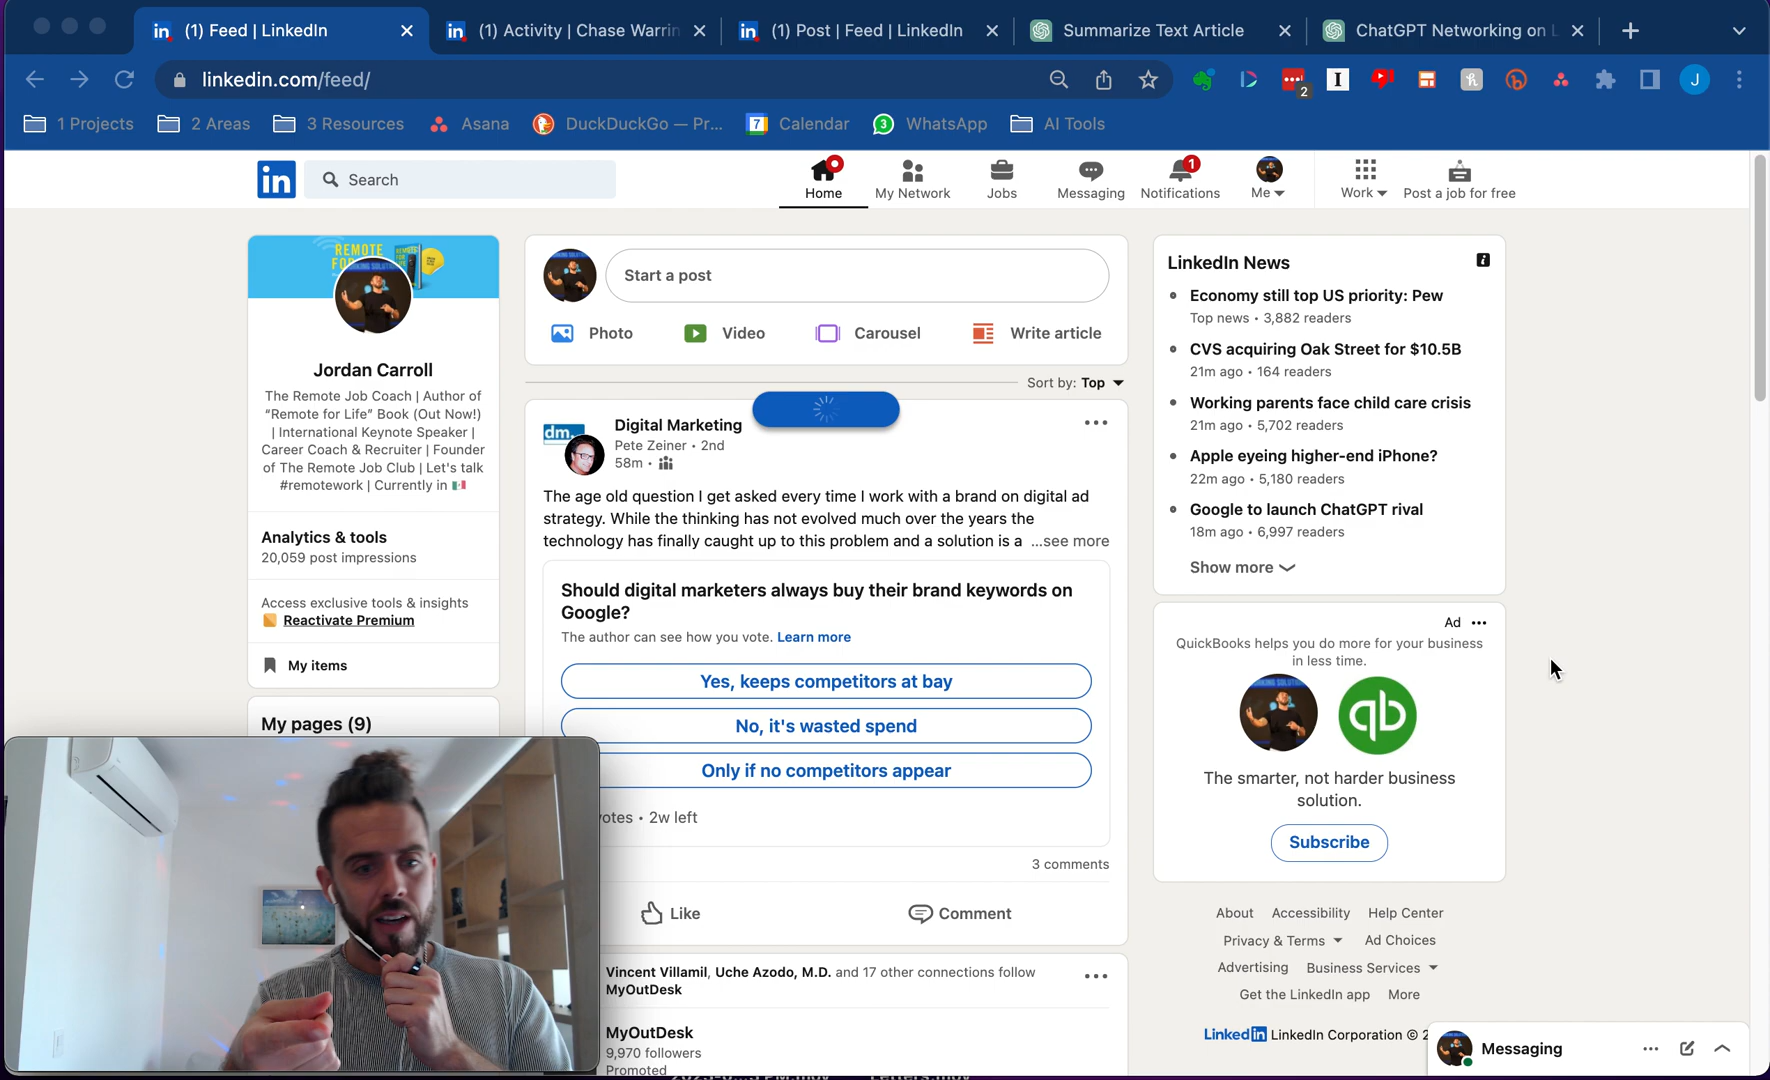 (1) Feed | LinkedIn
(1) Activity | Chase Warrin
(1) Post | Feed | LinkedIn
Summarize Text Article
ChatGPT Networking on L
linkedin.com/feed/
2
J
1 Projects
2 Areas
3 Resources
Asana
DuckDuckGo — Pr...
7 Calendar
3 WhatsApp
AI Tools
in
Search
Home
My Network
Jobs
Messaging
1
Notifications
Me
Work
Post a job for free
REMOTE
Jordan Carroll
The Remote Job Coach | Author of
“Remote for Life” Book (Out Now!)
| International Keynote Speaker |
Career Coach & Recruiter | Founder
of The Remote Job Club | Let's talk
#remotework | Currently in 🇲🇽
Analytics & tools
20,059 post impressions
Access exclusive tools & insights
Reactivate Premium
My items
My pages (9)
Start a post
Photo
Video
Carousel
Write article
Sort by: Top
dm.
Digital Marketing
Pete Zeiner • 2nd
58m •
The age old question I get asked every time I work with a brand on digital ad
strategy. While the thinking has not evolved much over the years the
technology has finally caught up to this problem and a solution is a ...see more
Should digital marketers always buy their brand keywords on
Google?
The author can see how you vote. Learn more
Yes, keeps competitors at bay
No, it's wasted spend
Only if no competitors appear
otes • 2w left
3 comments
Like
Comment
Vincent Villamil, Uche Azodo, M.D. and 17 other connections follow
MyOutDesk
MyOutDesk
9,970 followers
Promoted
LinkedIn News
Economy still top US priority: Pew
Top news • 3,882 readers
CVS acquiring Oak Street for $10.5B
21m ago • 164 readers
Working parents face child care crisis
21m ago • 5,702 readers
Apple eyeing higher-end iPhone?
22m ago • 5,180 readers
Google to launch ChatGPT rival
18m ago • 6,997 readers
Show more
Ad
QuickBooks helps you do more for your business
in less time.
qb
The smarter, not harder business
solution.
Subscribe
About
Accessibility
Help Center
Privacy & Terms
Ad Choices
Advertising
Business Services
Get the LinkedIn app
More
LinkedIn LinkedIn Corporation © 2
Messaging